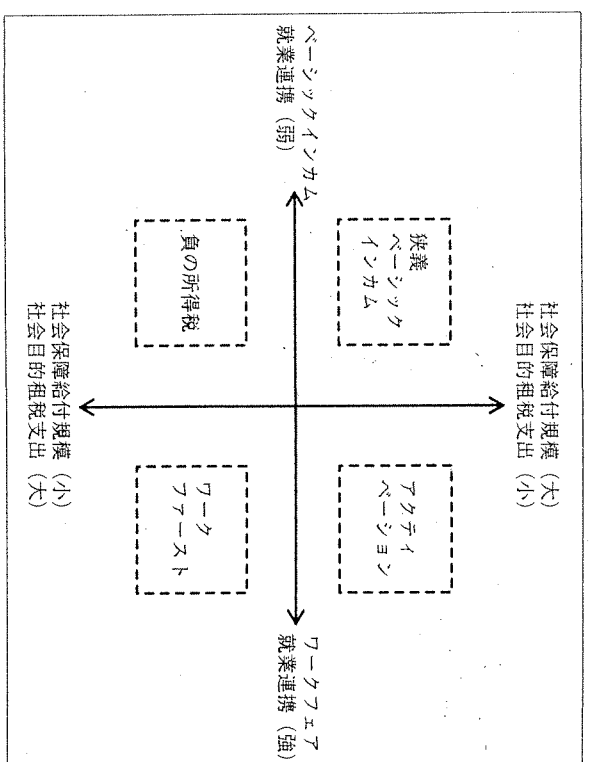 社会保障給付規模（大）
社会目的租税支出（小）
狭義
ベーシック
インカム
アクティ
ベーション
ベーシックインカム
就業連携（弱）
ワークフェア
就業連携（強）
負の所得税
ワーク
ファースト
社会保障給付規模（小）
社会目的租税支出（大）